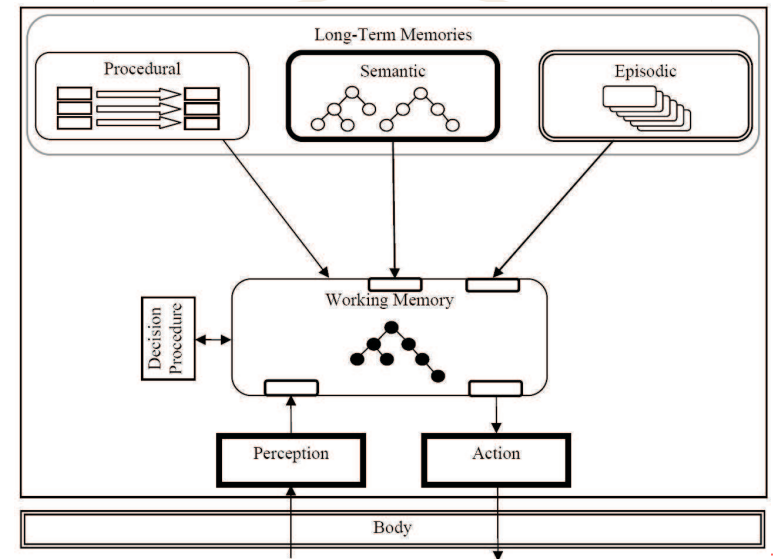 Long-Term Memories
Procedural
Semantic
Episodic
Working Memory
Decision
Procedure
Perception
Action
Body